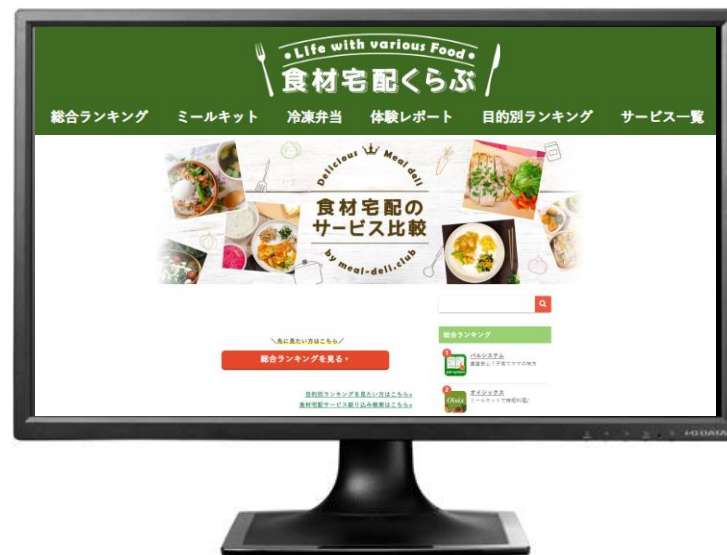 Life with various Food
食材宅配くらぶ
総合ランキング ミールキット 冷凍弁当 体験レポート 目的別ランキング サービス一覧
Delicious Meal deli
食材宅配の
サービス比較
by meal-deli.club
総合ランキング
\先に見たい方はこちら/
総合ランキングを見る
1
パルシステム
2
オイシックス
Oisix
目的別ランキングを見たい方はこちら»
食材宅配サービス絞り込み検索はこちら»
I-O DATA